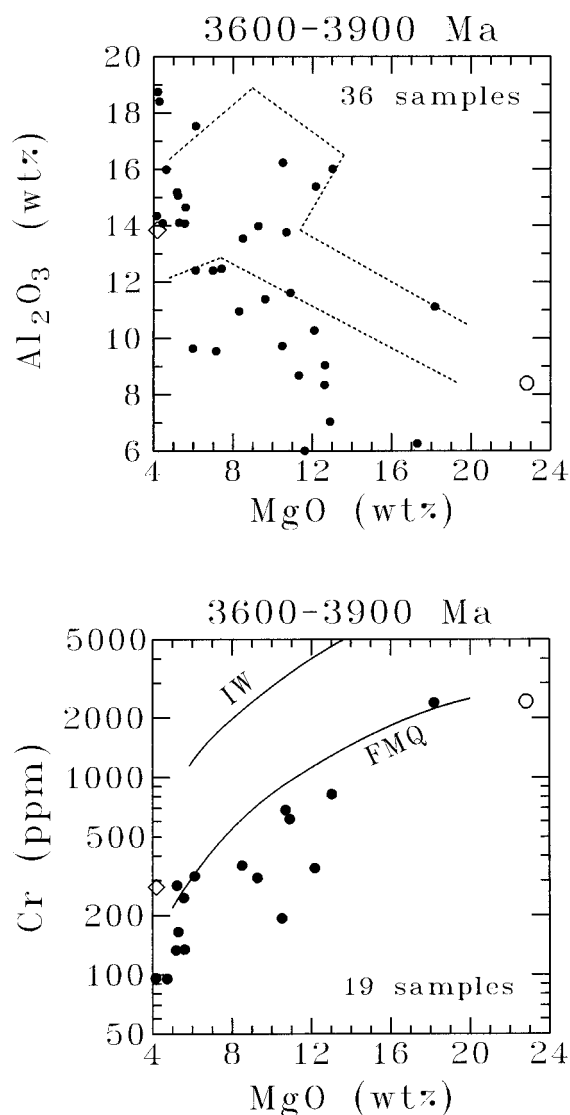 3600-3900 Ma
20
18
16
14
12
10
8
6
36 samples
Al2O3 (wt%)
4 8 12 16 20 24
MgO (wt%)
3600-3900 Ma
5000
2000
1000
500
200
100
50
IW
FMQ
19 samples
Cr (ppm)
4 8 12 16 20 24
MgO (wt%)